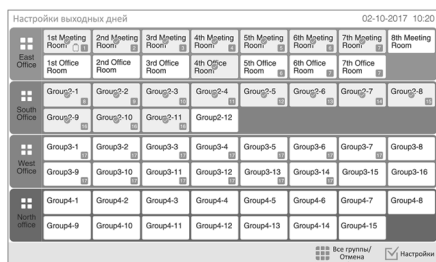 Настройки выходных дней 02-10-2017 10:20
East Office
1st Meeting Room 2nd Meeting Room 3rd Meeting Room 4th Meeting Room 5th Meeting Room 6th Meeting Room 7th Meeting Room 8th Meeting Room
1st Office Room 2nd Office Room 3rd Office Room 4th Office Room 5th Office Room 6th Office Room 7th Office Room
South Office
Group2-1 Group2-2 Group2-3 Group2-4 Group2-5 Group2-6 Group2-7 Group2-8
Group2-9 Group2-10 Group2-11 Group2-12
West Office
Group3-1 Group3-2 Group3-3 Group3-4 Group3-5 Group3-6 Group3-7 Group3-8
Group3-9 Group3-10 Group3-11 Group3-12 Group3-13 Group3-14 Group3-15 Group3-16
North office
Group4-1 Group4-2 Group4-3 Group4-4 Group4-5 Group4-6 Group4-7 Group4-8
Group4-9 Group4-10 Group4-11 Group4-12 Group4-13 Group4-14 Group4-15
Все группы/
Отмена
Настройки